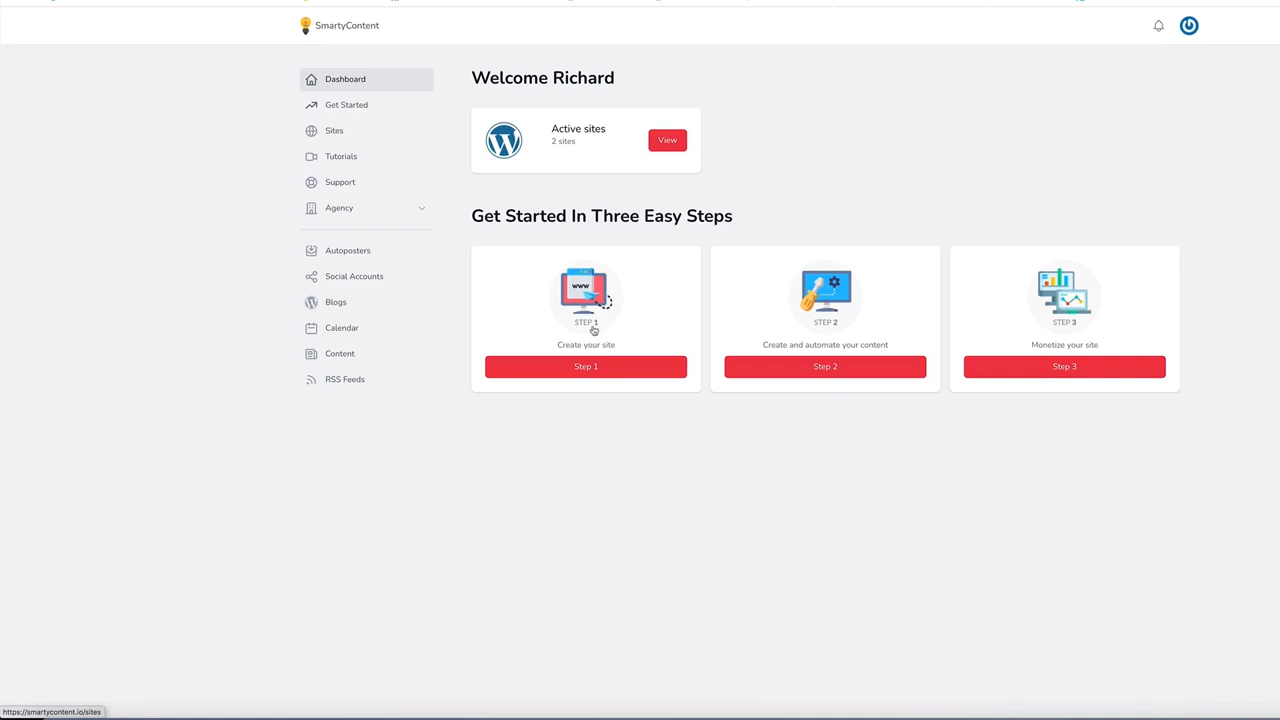 SmartyContent
Dashboard
Get Started
Sites
Tutorials
Support
Agency
Autoposters
Social Accounts
Blogs
Calendar
Content
RSS Feeds
Welcome Richard
Active sites
2 sites
View
Get Started In Three Easy Steps
www
STEP 1
Create your site
Step 1
STEP 2
Create and automate your content
Step 2
STEP 3
Monetize your site
Step 3
https://smartycontent.io/sites